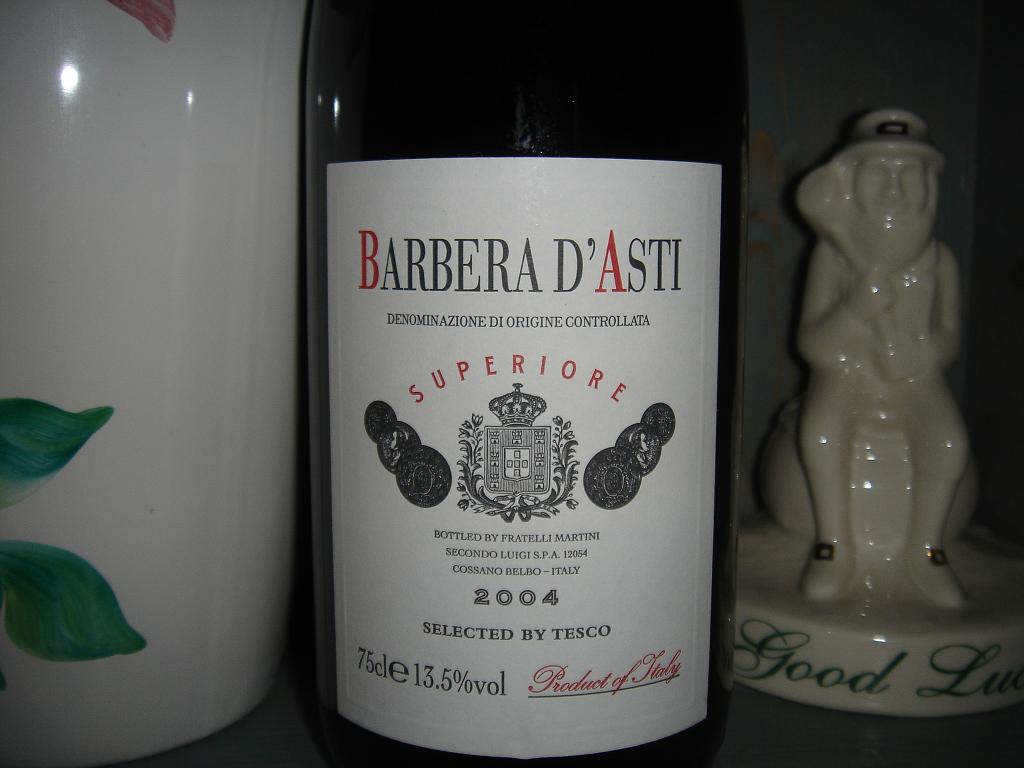 BARBERA D'ASTI
DENOMINAZIONE DI ORIGINE CONTROLLATA
SUPERIORE
BOTTLED BY FRATELLI MARTINI
SECONDO LUIGI S.P.A. 12054
COSSANO BELBO – ITALY
2004
SELECTED BY TESCO
75cl e 13.5%vol
Product of Italy
Good Luc